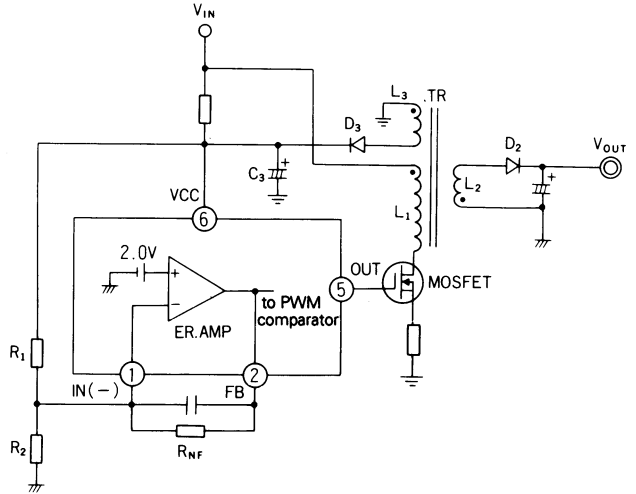 VIN
L3
.TR
D3
D2
VOUT
C3
+
+
VCC
6
L1
L2
2.0V
+
−
ER.AMP
OUT
5
MOSFET
to PWM
comparator
R1
1
2
IN(−)
FB
R2
RNF